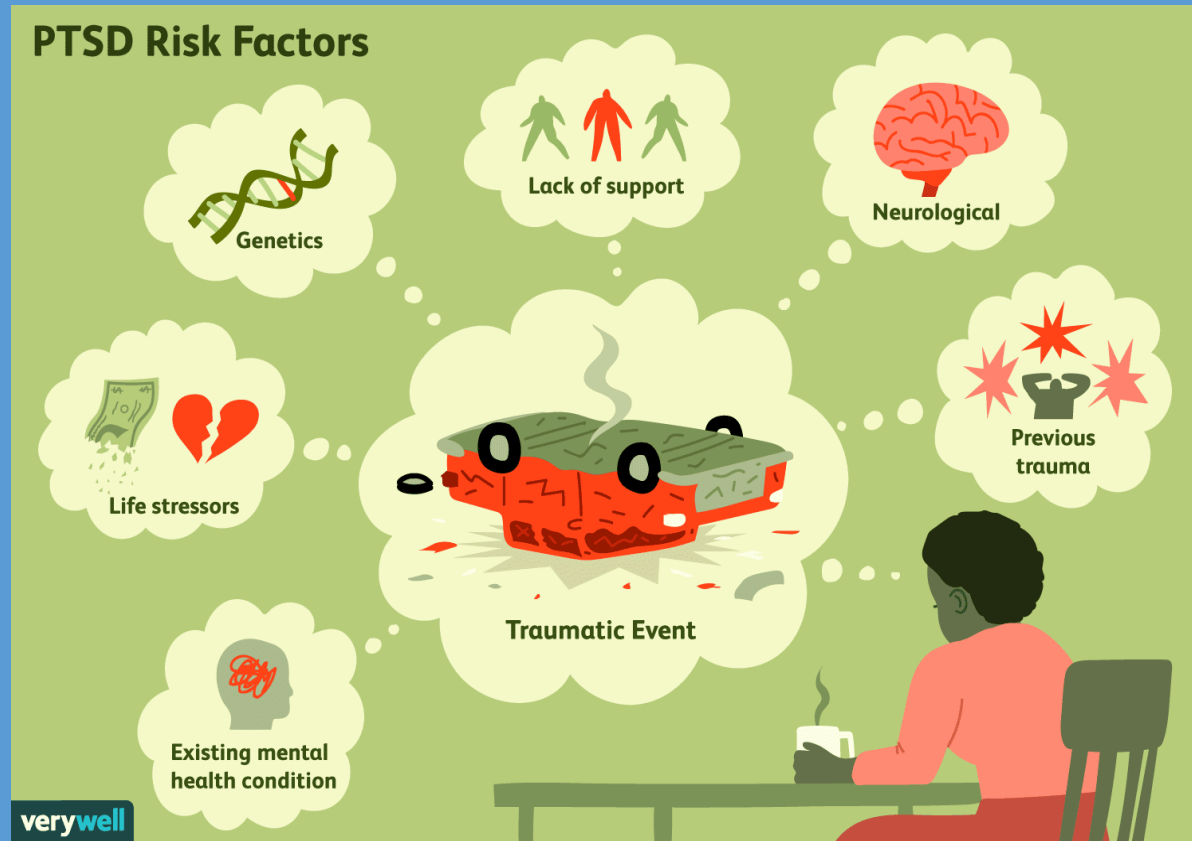 PTSD Risk Factors
Genetics
Lack of support
Neurological
Life stressors
Previous
trauma
Traumatic Event
Existing mental
health condition
verywell